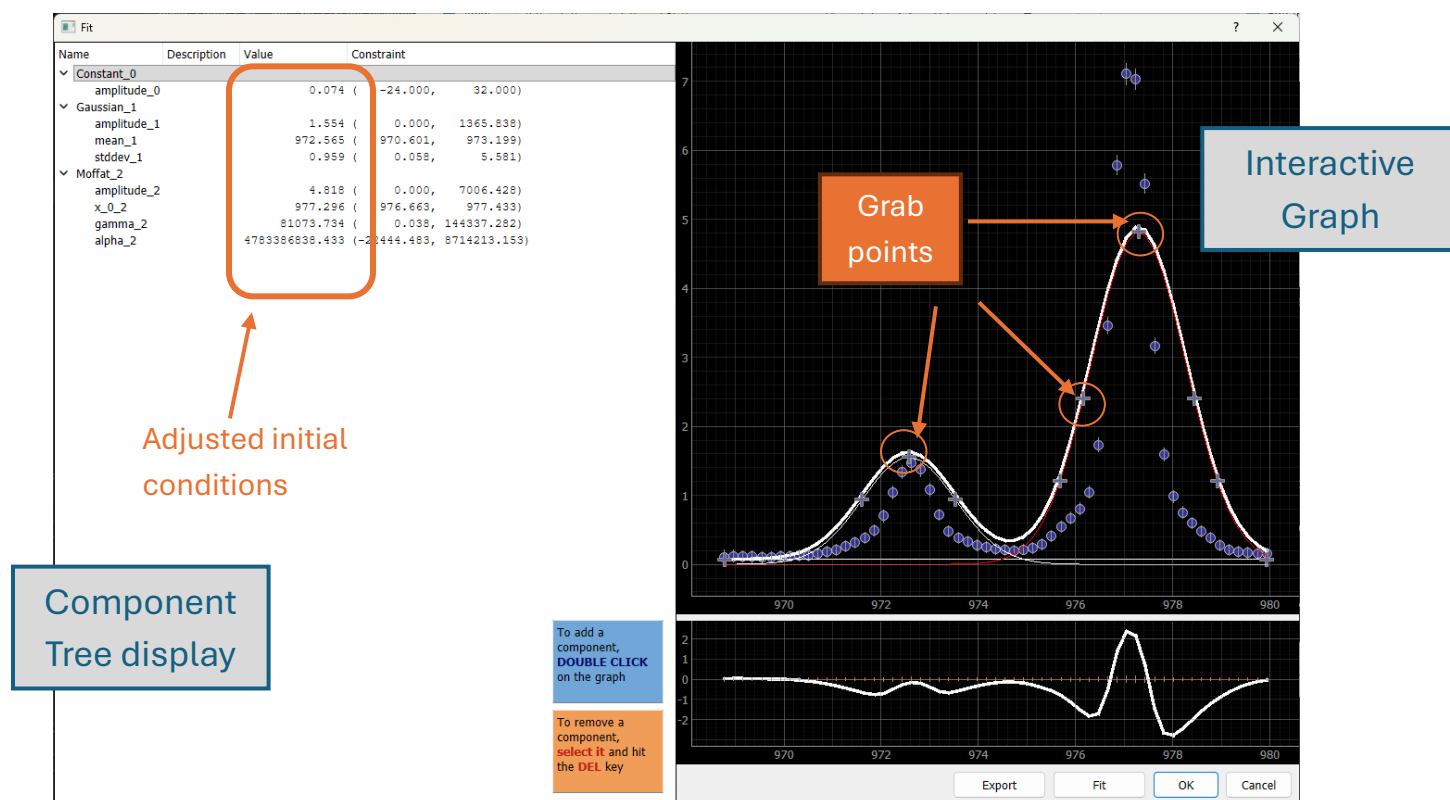 Fit
? ×
Name Description Value Constraint
Constant_0
amplitude_0 0.074 ( -24.000, 32.000)
Gaussian_1
amplitude_1 1.554 ( 0.000, 1365.838)
mean_1 972.565 ( 970.601, 973.199)
stddev_1 0.959 ( 0.058, 5.581)
Moffat_2
amplitude_2 4.818 ( 0.000, 7006.428)
x_0_2 977.296 ( 976.663, 977.433)
gamma_2 81073.734 ( 0.038, 144337.282)
alpha_2 4783386838.433 (-22444.483, 8714213.153)
Adjusted initial
conditions
Component
Tree display
To add a
component,
DOUBLE CLICK
on the graph
To remove a
component,
select it and hit
the DEL key
7
6
5
4
3
2
1
0
970 972 974 976 978 980
Grab
points
Interactive
Graph
2
1
0
-1
-2
970 972 974 976 978 980
Export Fit OK Cancel